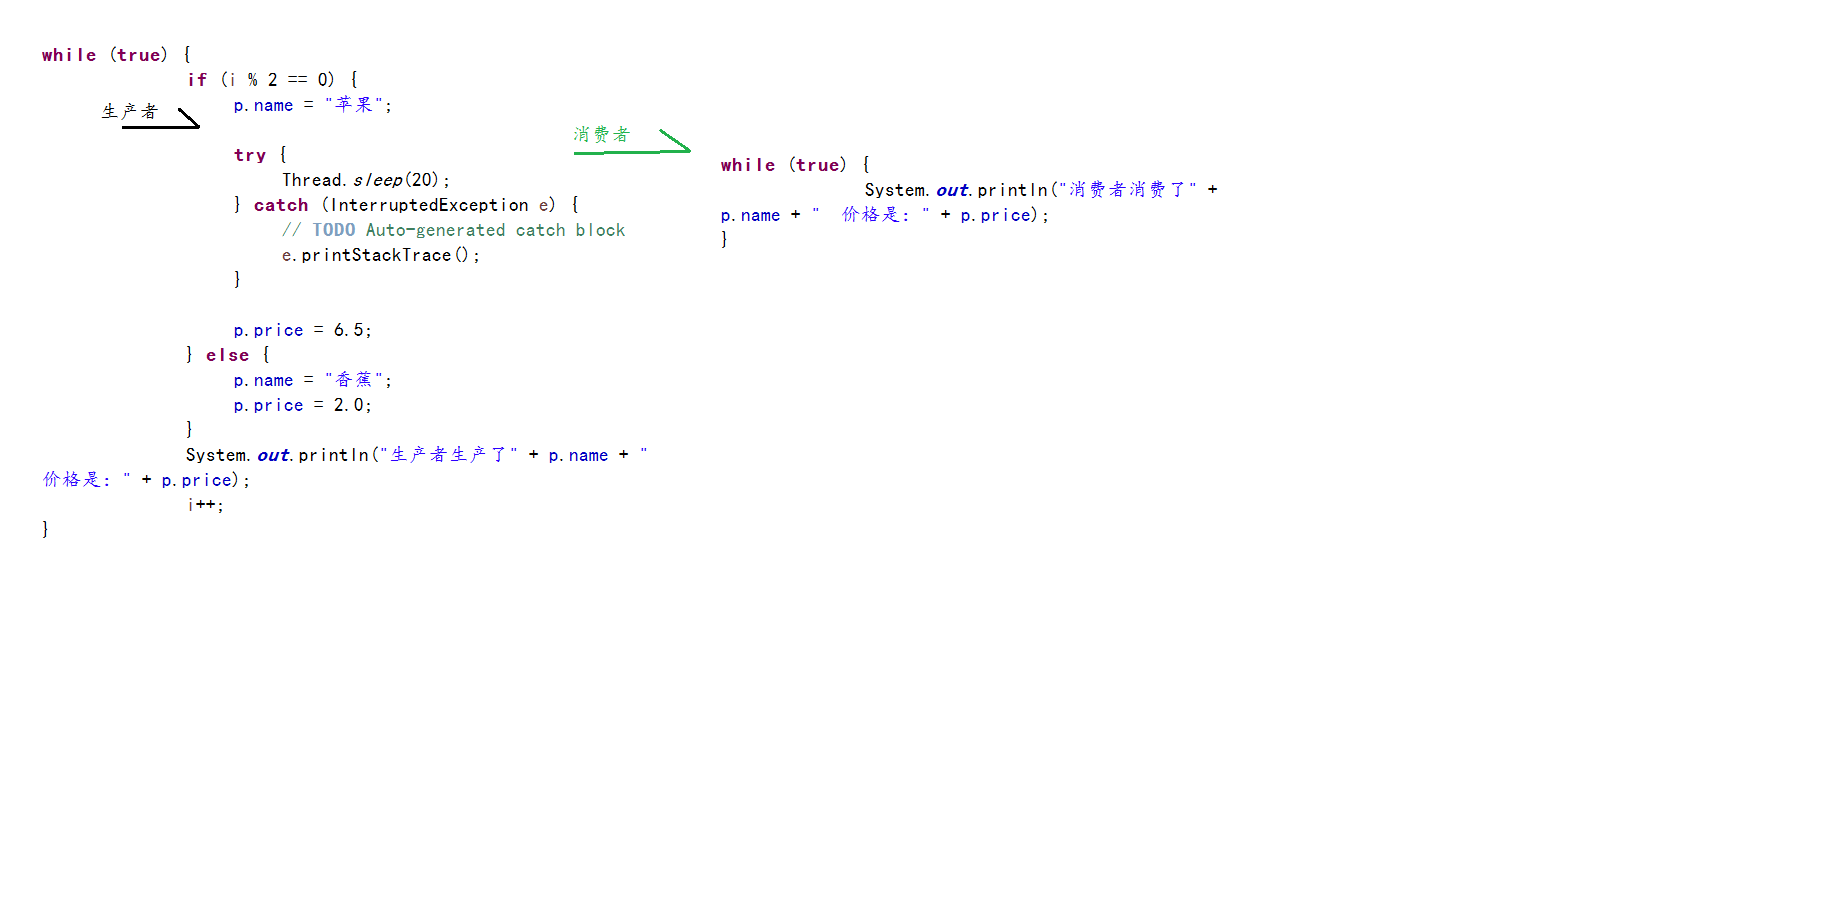 while (true) {
if (i % 2 == 0) {
p.name = "苹果";
生产者
try {
Thread.sleep(20);
} catch (InterruptedException e) {
// TODO Auto-generated catch block
e.printStackTrace();
}
p.price = 6.5;
} else {
p.name = "香蕉";
p.price = 2.0;
}
System.out.println("生产者生产了" + p.name + "
价格是: " + p.price);
i++;
}
消费者
while (true) {
System.out.println("消费者消费了" +
p.name + "  价格是: " + p.price);
}